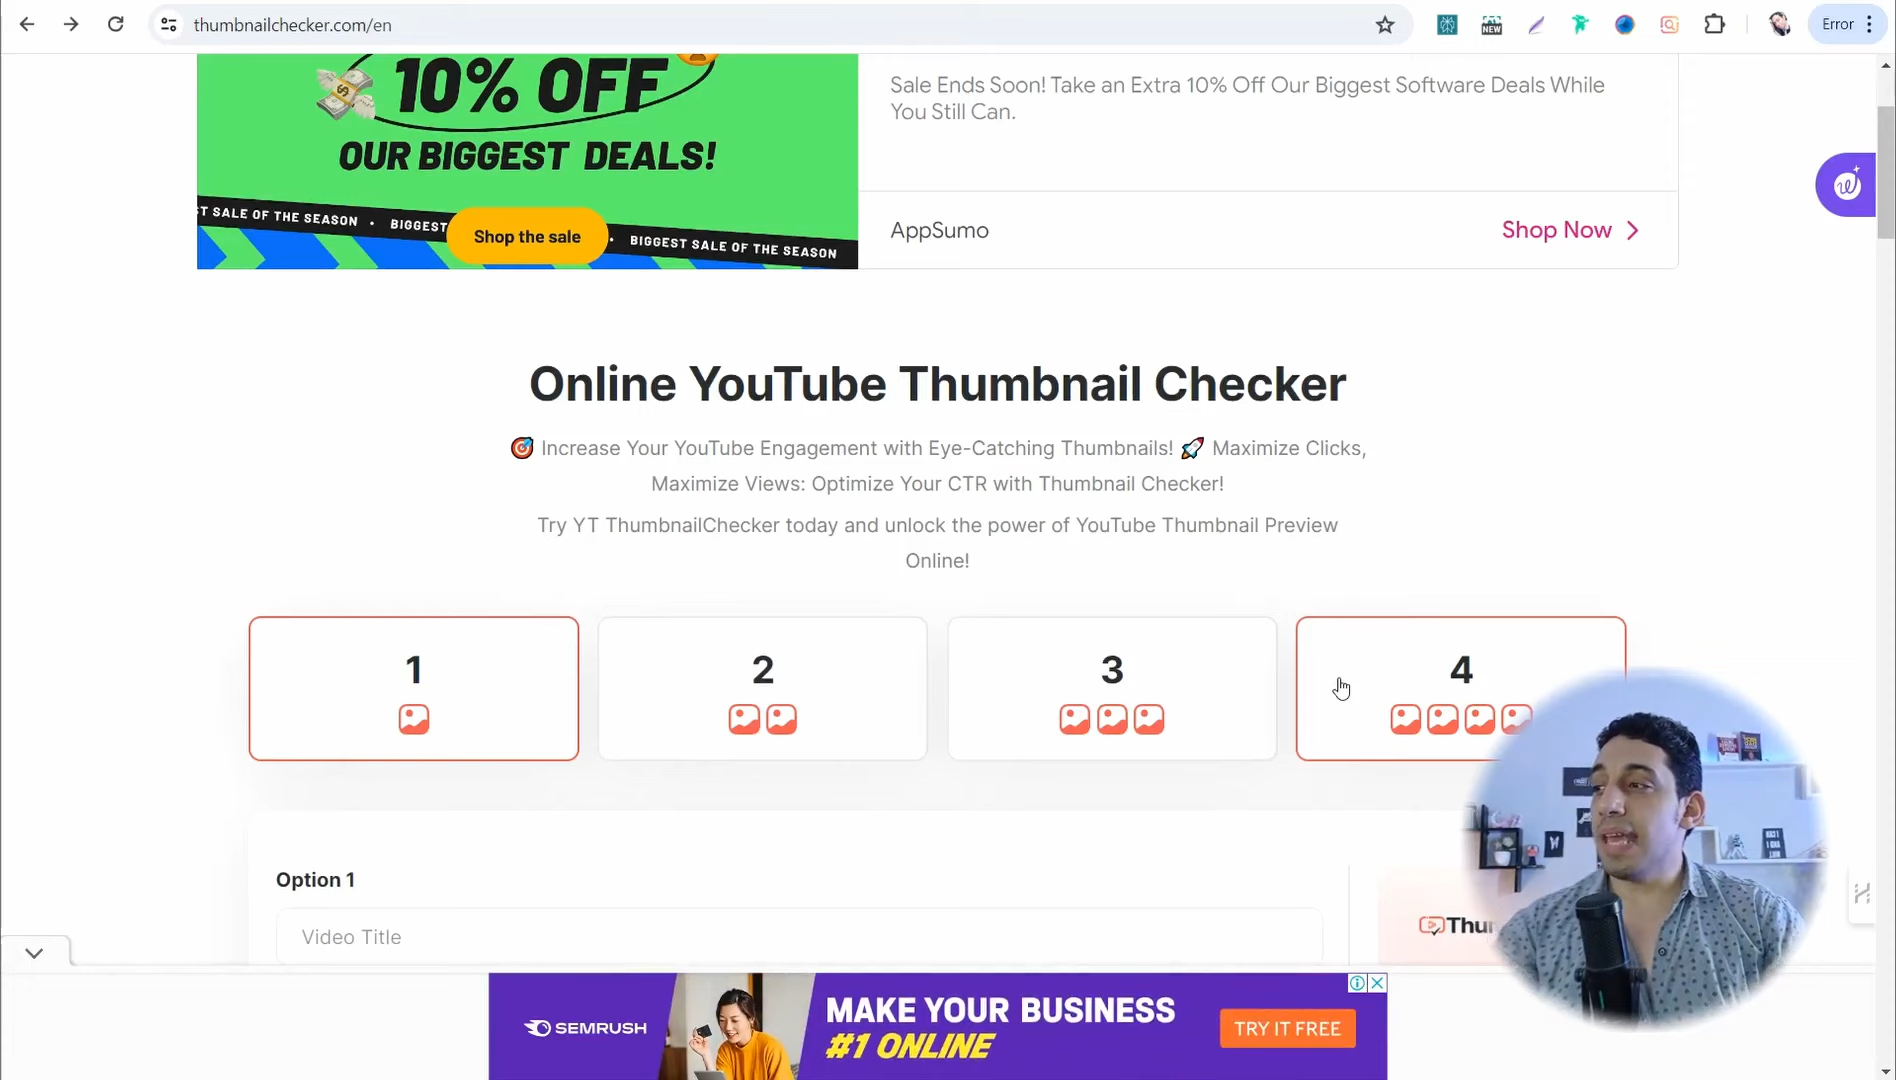 thumbnailchecker.com/en
NEW
Error
10% OFF
OUR BIGGEST DEALS!
T SALE OF THE SEASON • BIGGEST
• BIGGEST SALE OF THE SEASON
Shop the sale
Sale Ends Soon! Take an Extra 10% Off Our Biggest Software Deals While
You Still Can.
AppSumo
Shop Now
Online YouTube Thumbnail Checker
Increase Your YouTube Engagement with Eye-Catching Thumbnails! Maximize Clicks,
Maximize Views: Optimize Your CTR with Thumbnail Checker!
Try YT ThumbnailChecker today and unlock the power of YouTube Thumbnail Preview
Online!
1
2
3
4
Option 1
Video Title
Thu
SEMRUSH
MAKE YOUR BUSINESS
#1 ONLINE
TRY IT FREE